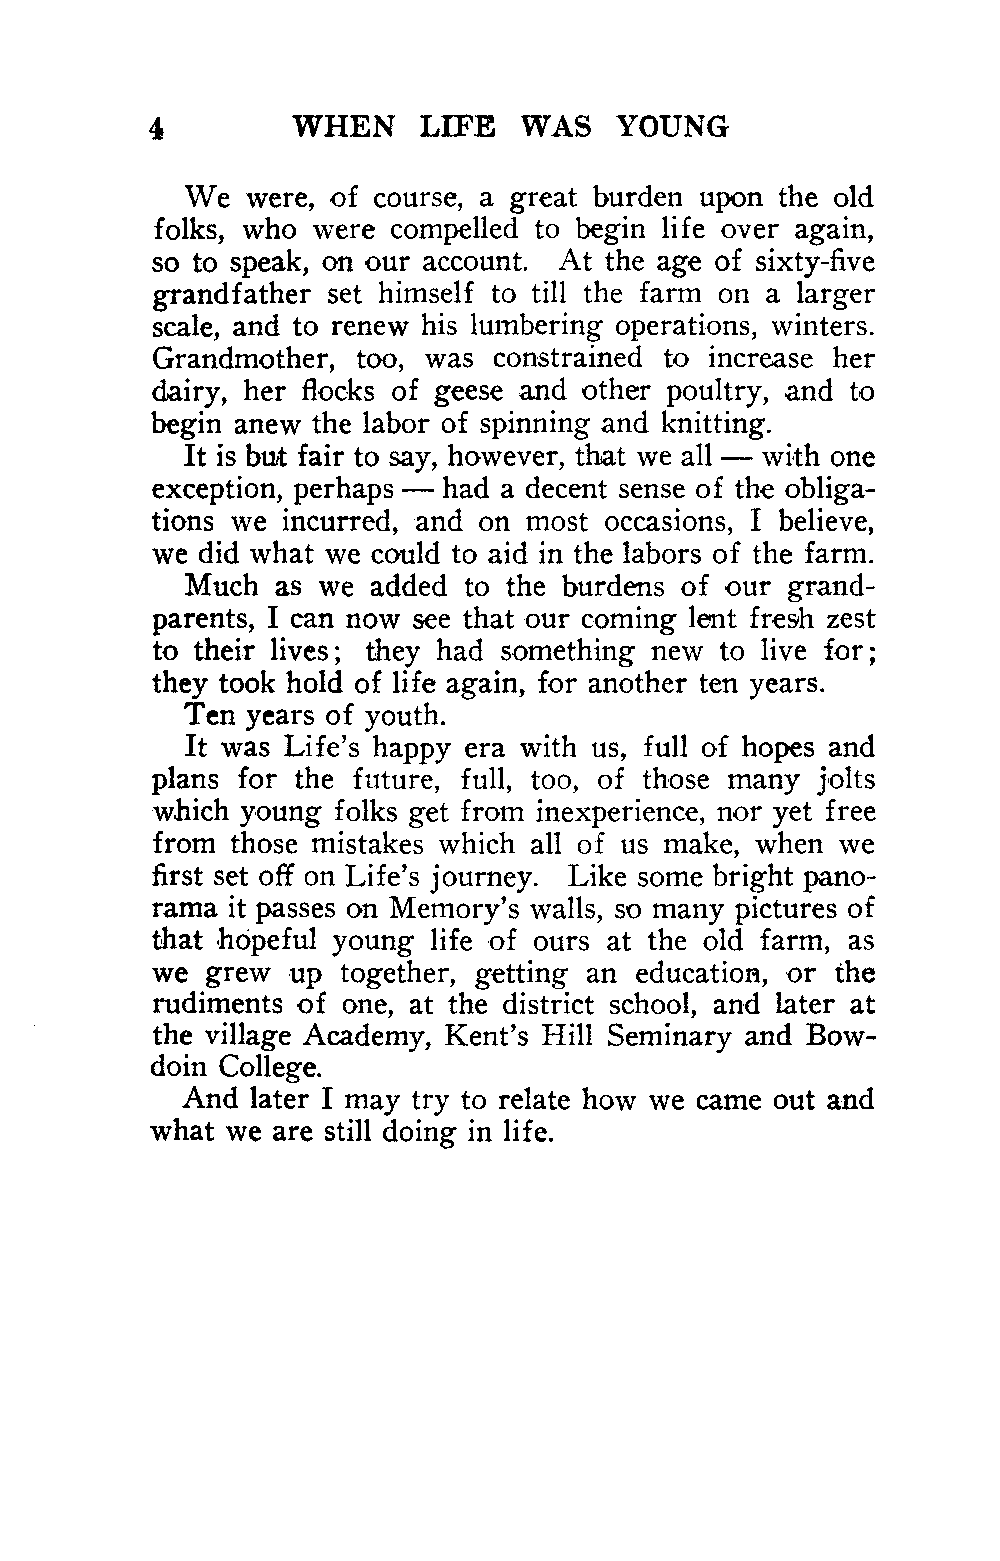 4 WHEN LIFE WAS YOUNG
We were, of course, a great burden upon the old
folks, who were compelled to begin life over again,
so to speak, on our account. At the age of sixty-five
grandfather set himself to till the farm on a larger
scale, and to renew his lumbering operations, winters.
Grandmother, too, was constrained to increase her
dairy, her flocks of geese and other poultry, and to
begin anew the labor of spinning and knitting.
It is but fair to say, however, that we all — with one
exception, perhaps — had a decent sense of the obliga-
tions we incurred, and on most occasions, I believe,
we did what we could to aid in the labors of the farm.
Much as we added to the burdens of our grand-
parents, I can now see that our coming lent fresh zest
to their lives; they had something new to live for;
they took hold of life again, for another ten years.
Ten years of youth.
It was Life's happy era with us, full of hopes and
plans for the future, full, too, of those many jolts
which young folks get from inexperience, nor yet free
from those mistakes which all of us make, when we
first set off on Life's journey. Like some bright pano-
rama it passes on Memory's walls, so many pictures of
that hopeful young life of ours at the old farm, as
we grew up together, getting an education, or the
rudiments of one, at the district school, and later at
the village Academy, Kent's Hill Seminary and Bow-
doin College.
And later I may try to relate how we came out and
what we are still doing in life.